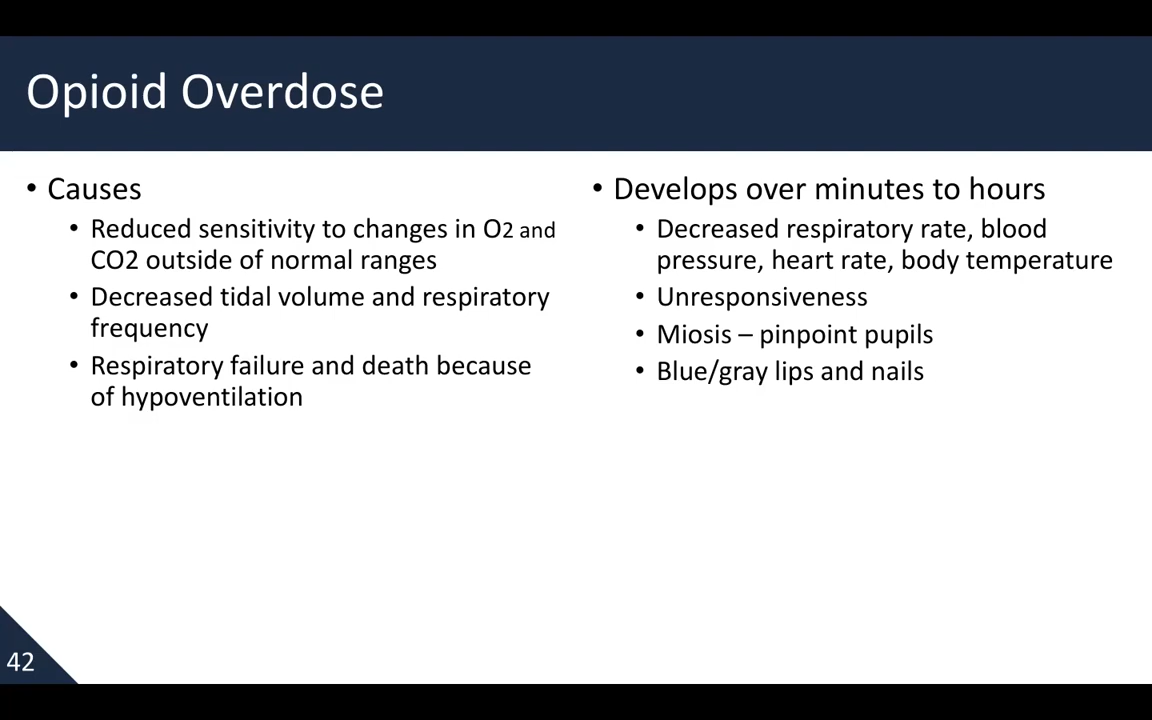 Opioid Overdose
• Causes
• Reduced sensitivity to changes in O2 and
CO2 outside of normal ranges
• Decreased tidal volume and respiratory
frequency
• Respiratory failure and death because
of hypoventilation
• Develops over minutes to hours
• Decreased respiratory rate, blood
pressure, heart rate, body temperature
• Unresponsiveness
• Miosis – pinpoint pupils
• Blue/gray lips and nails
42